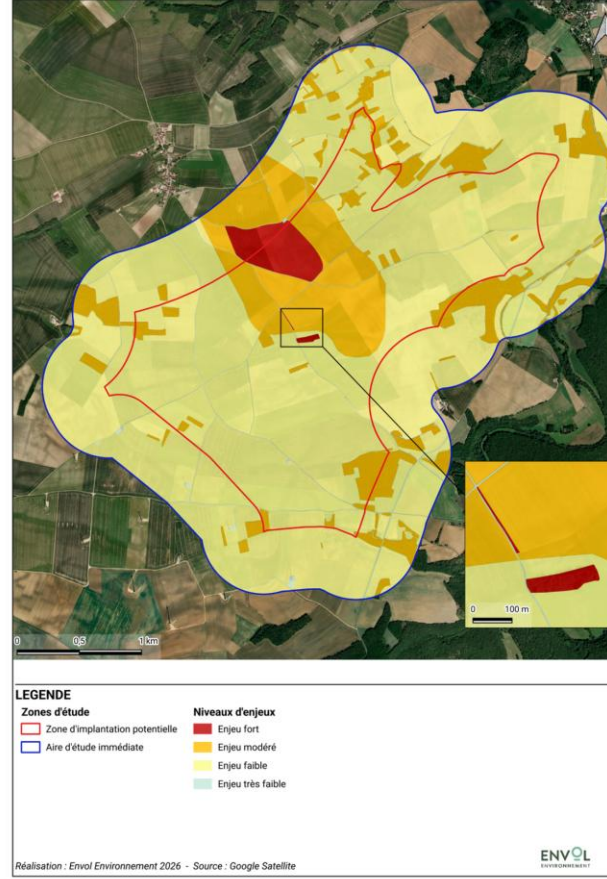 0 100 m
0 0,5 1 km
LEGENDE
Zones d'étude
Zone d'implantation potentielle
Aire d'étude immédiate
Niveaux d'enjeux
Enjeu fort
Enjeu modéré
Enjeu faible
Enjeu très faible
Réalisation : Envol Environnement 2026 - Source : Google Satellite
ENVOL
ENVIRONNEMENT